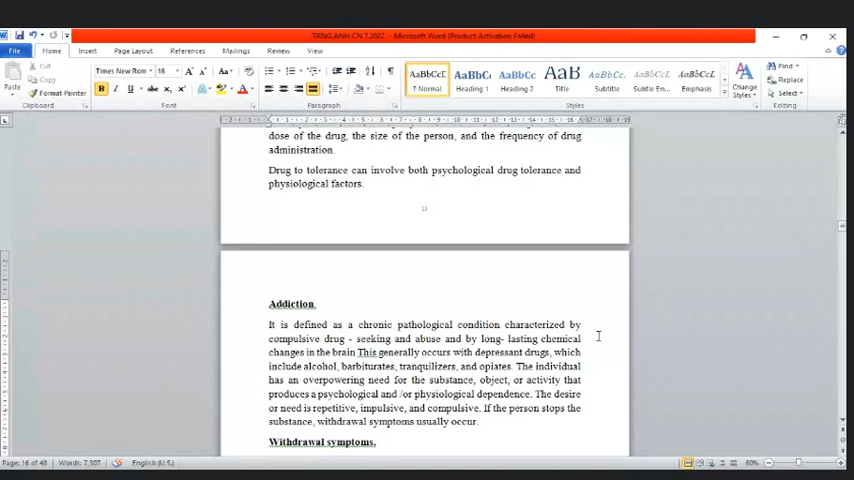 .TIENG.ANH.CN 7.2022. - Microsoft Word (Product Activation Failed)
File Home Insert Page Layout References Mailings Review View
Cut
Copy
Format Painter
Paste
Times New Rom 16
AaBbCcI AaBbC( AaBbCc AaB AaBbCc. AaBbCcI AaBbCcI
¶ Normal Heading 1 Heading 2 Title Subtitle Subtle Em... Emphasis
Change Styles
Find
Replace
Select
Clipboard Font Paragraph Styles Editing
dose of the drug, the size of the person, and the frequency of drug
administration.
Drug to tolerance can involve both psychological drug tolerance and
physiological factors.
13
Addiction.
It is defined as a chronic pathological condition characterized by
compulsive drug - seeking and abuse and by long- lasting chemical
changes in the brain This generally occurs with depressant drugs, which
include alcohol, barbiturates, tranquilizers, and opiates. The individual
has an overpowering need for the substance, object, or activity that
produces a psychological and /or physiological dependence. The desire
or need is repetitive, impulsive, and compulsive. If the person stops the
substance, withdrawal symptoms usually occur.
Withdrawal symptoms.
Page: 16 of 48 Words: 7,307 English (U.S.) 80%